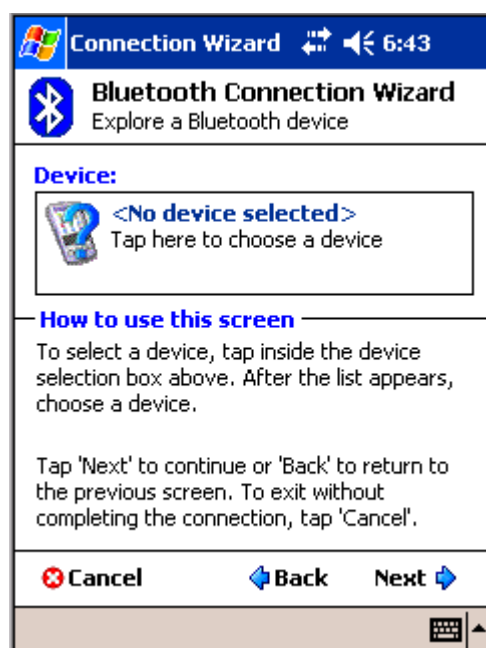 Connection Wizard 6:43
Bluetooth Connection Wizard
Explore a Bluetooth device
Device:
<No device selected>
Tap here to choose a device
How to use this screen
To select a device, tap inside the device
selection box above. After the list appears,
choose a device.
Tap 'Next' to continue or 'Back' to return to
the previous screen. To exit without
completing the connection, tap 'Cancel'.
Cancel Back Next